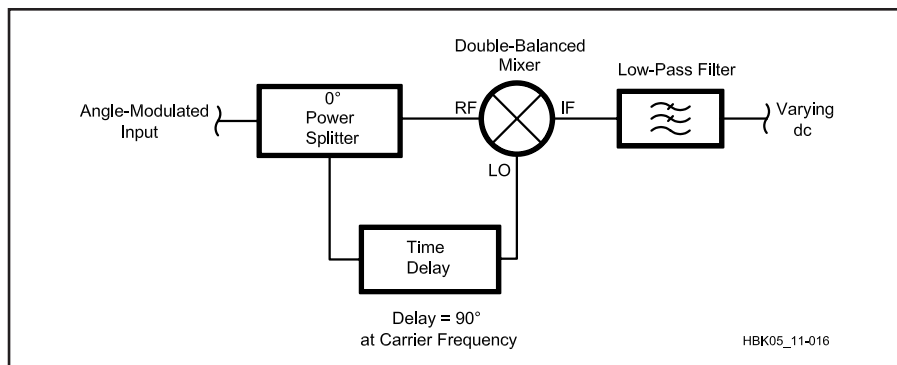 Double-Balanced
Mixer
Low-Pass Filter
Angle-Modulated
Input
0°
Power
Splitter
RF
IF
LO
Varying
dc
Time
Delay
Delay = 90°
at Carrier Frequency
HBK05_11-016